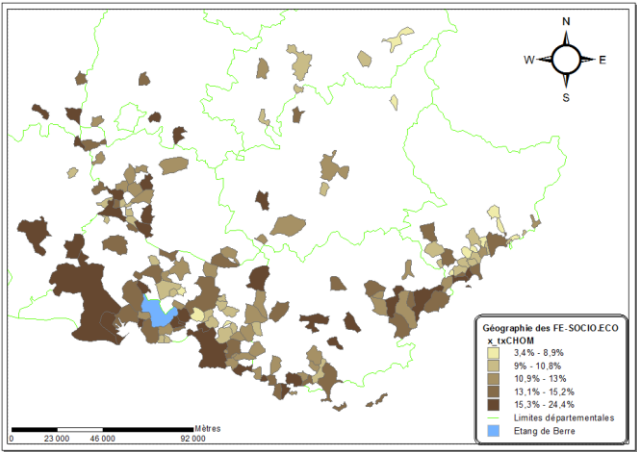 N
W E
S
Géographie des FE-SOCIO.ECO
x_txCHOM
3,4% - 8,9%
9% - 10,8%
10,9% - 13%
13,1% - 15,2%
15,3% - 24,4%
Limites départementales
Etang de Berre
Mètres
0 23 000 46 000 92 000